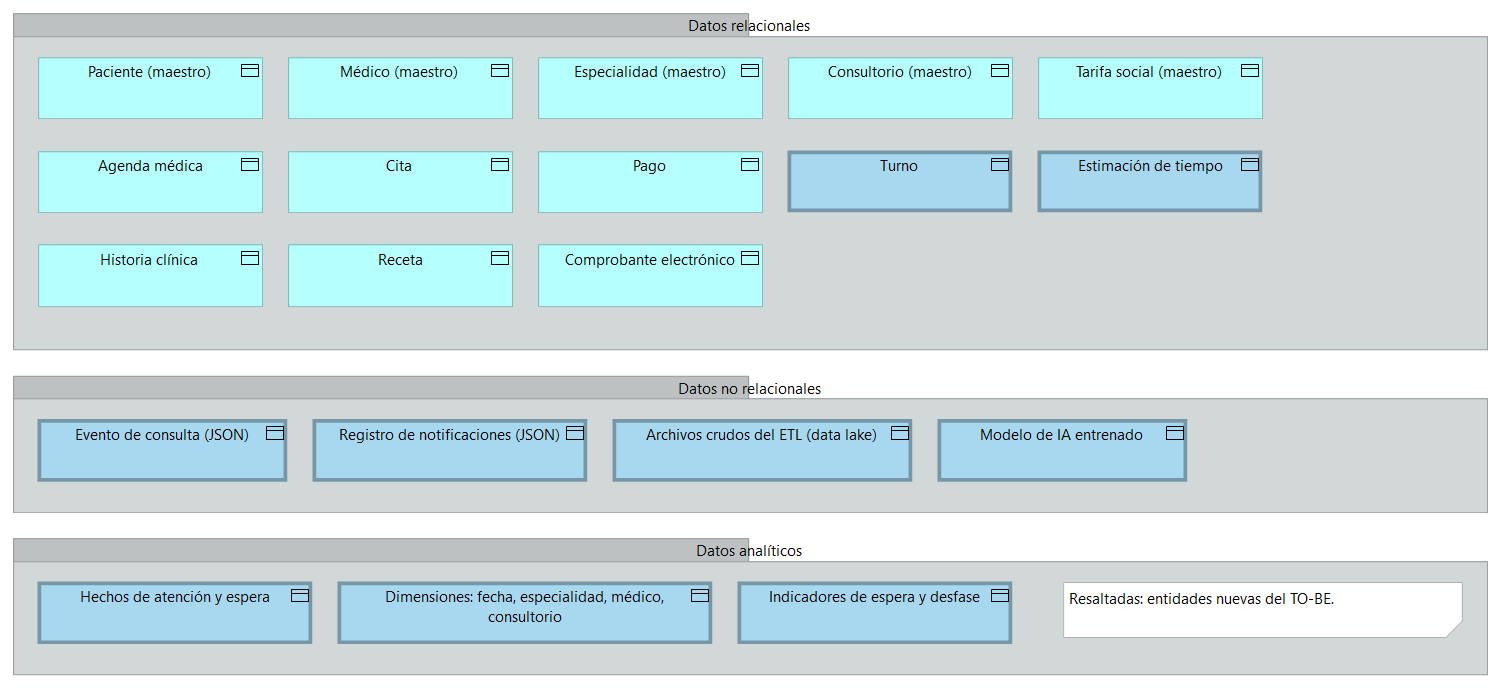 Datos relacionales
Paciente (maestro)
Médico (maestro)
Especialidad (maestro)
Consultorio (maestro)
Tarifa social (maestro)
Agenda médica
Cita
Pago
Turno
Estimación de tiempo
Historia clínica
Receta
Comprobante electrónico
Datos no relacionales
Evento de consulta (JSON)
Registro de notificaciones (JSON)
Archivos crudos del ETL (data lake)
Modelo de IA entrenado
Datos analíticos
Hechos de atención y espera
Dimensiones: fecha, especialidad, médico,
consultorio
Indicadores de espera y desfase
Resaltadas: entidades nuevas del TO-BE.